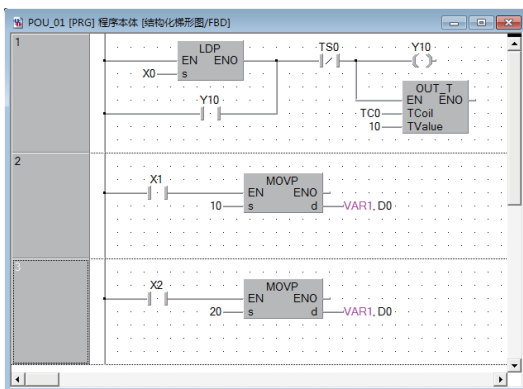 POU_01 [PRG] 程序本体 [结构化梯形图/FBD]
1
LDP
EN ENO
X0 s
TS0
Y10
Y10
OUT_T
EN ENO
TC0 TCoil
10 TValue
2
X1
MOVP
EN ENO
10 s d VAR1, D0
3
X2
MOVP
EN ENO
20 s d VAR1, D0